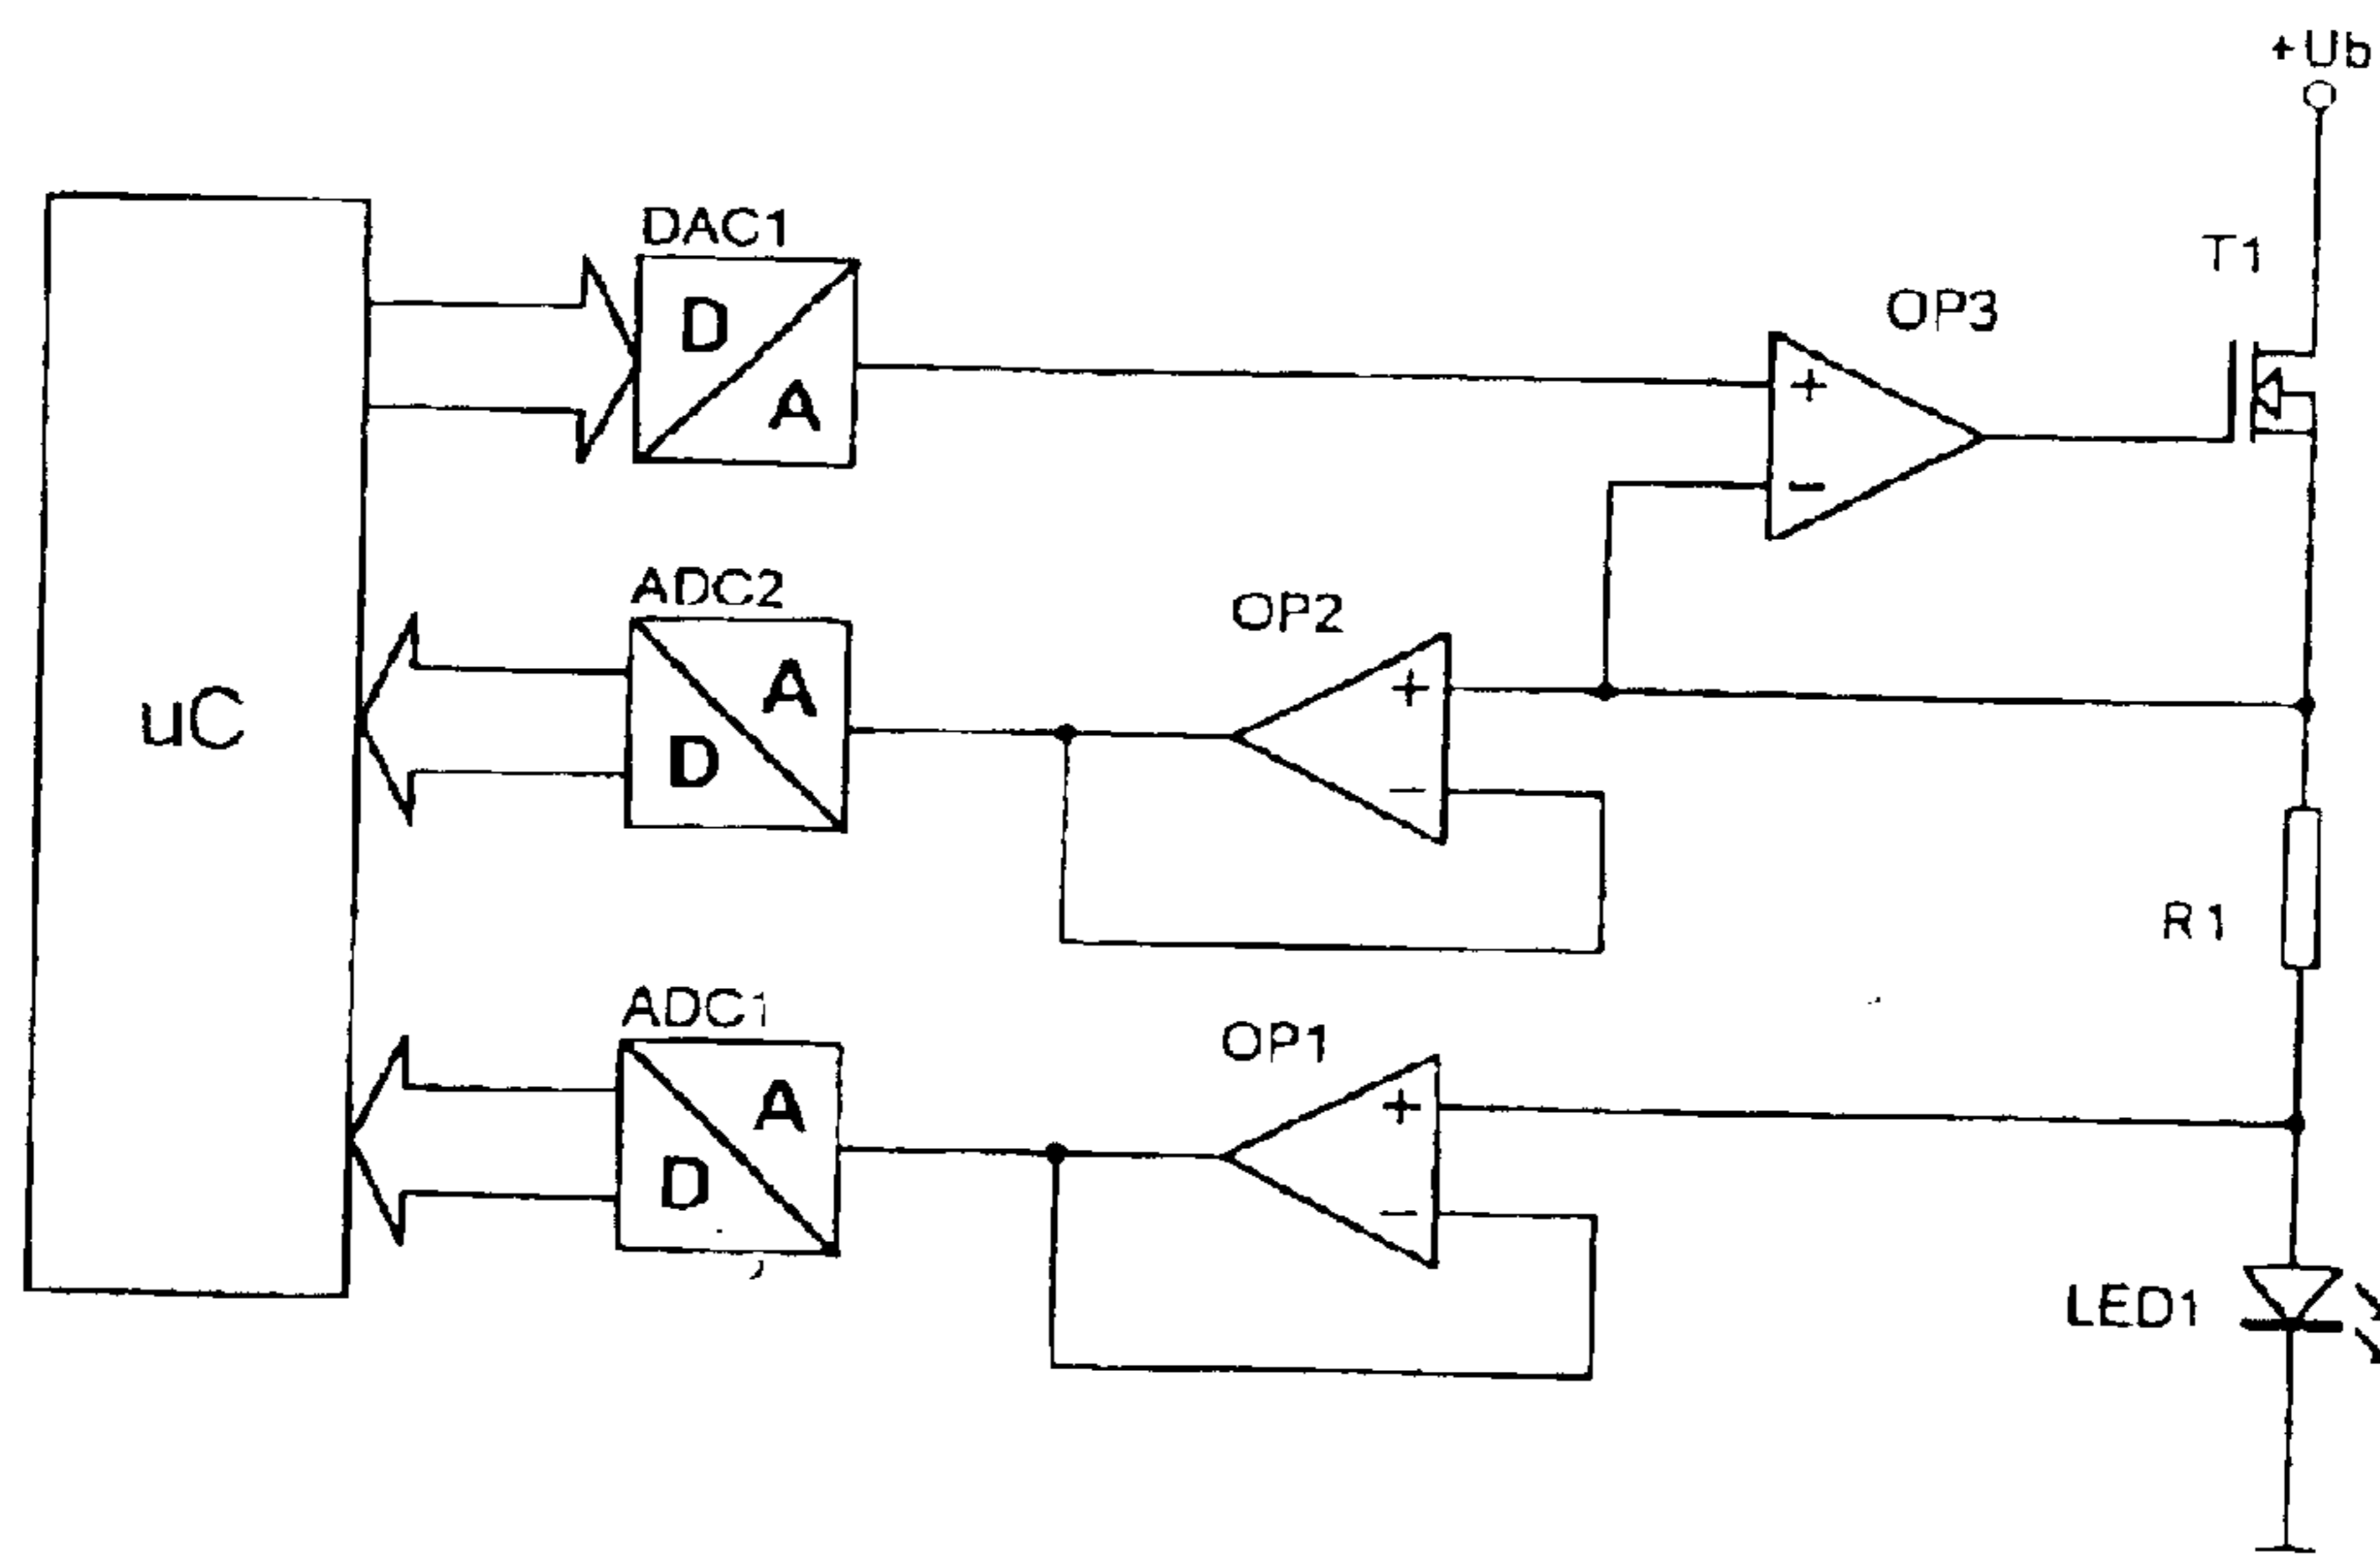 +Ub
DAC1
D
A
T1
OP3
+
−
ADC2
A
D
OP2
+
−
uC
R1
ADC1
A
D
OP1
+
−
LED1